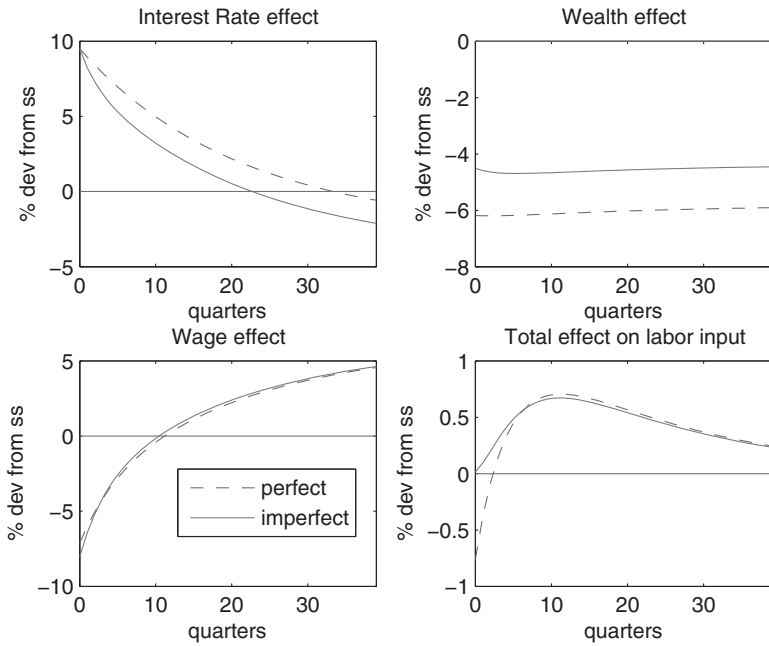 Interest Rate effect
10
5
0
−5
% dev from ss
0 10 20 30
quarters
Wealth effect
0
−2
−4
−6
−8
% dev from ss
0 10 20 30
quarters
Wage effect
5
0
−5
−10
% dev from ss
perfect
imperfect
0 10 20 30
quarters
Total effect on labor input
1
0.5
0
−0.5
−1
% dev from ss
0 10 20 30
quarters